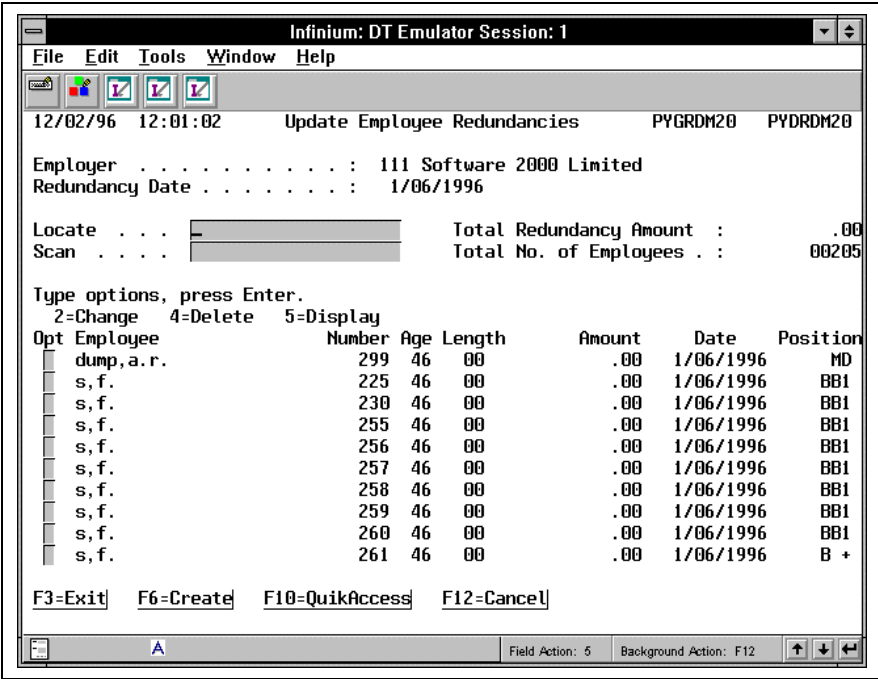 Infinium: DT Emulator Session: 1
File Edit Tools Window Help
12/02/96 12:01:02 Update Employee Redundancies PYGRDM20 PYDRDM20
Employer . . . . . . . . . . : 111 Software 2000 Limited
Redundancy Date . . . . . . . : 1/06/1996
Locate . . . Total Redundancy Amount : .00
Scan . . . . Total No. of Employees . : 00205
Type options, press Enter.
2=Change 4=Delete 5=Display
Opt Employee Number Age Length Amount Date Position
dump,a.r. 299 46 00 .00 1/06/1996 MD
s,f. 225 46 00 .00 1/06/1996 BB1
s,f. 230 46 00 .00 1/06/1996 BB1
s,f. 255 46 00 .00 1/06/1996 BB1
s,f. 256 46 00 .00 1/06/1996 BB1
s,f. 257 46 00 .00 1/06/1996 BB1
s,f. 258 46 00 .00 1/06/1996 BB1
s,f. 259 46 00 .00 1/06/1996 BB1
s,f. 260 46 00 .00 1/06/1996 BB1
s,f. 261 46 00 .00 1/06/1996 B +
F3=Exit F6=Create F10=QuikAccess F12=Cancel
A Field Action: 5 Background Action: F12